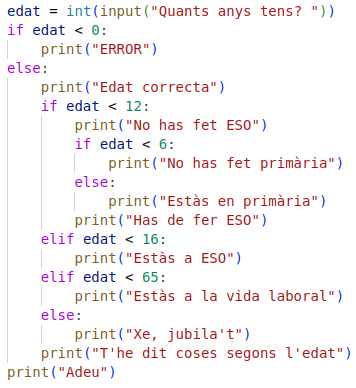 edat = int(input("Quants anys tens? "))
if edat < 0:
    print("ERROR")
else:
    print("Edat correcta")
    if edat < 12:
        print("No has fet ESO")
        if edat < 6:
            print("No has fet primària")
        else:
            print("Estàs en primària")
        print("Has de fer ESO")
    elif edat < 16:
        print("Estàs a ESO")
    elif edat < 65:
        print("Estàs a la vida laboral")
    else:
        print("Xe, jubila't")
    print("T'he dit coses segons l'edat")
print("Adeu")